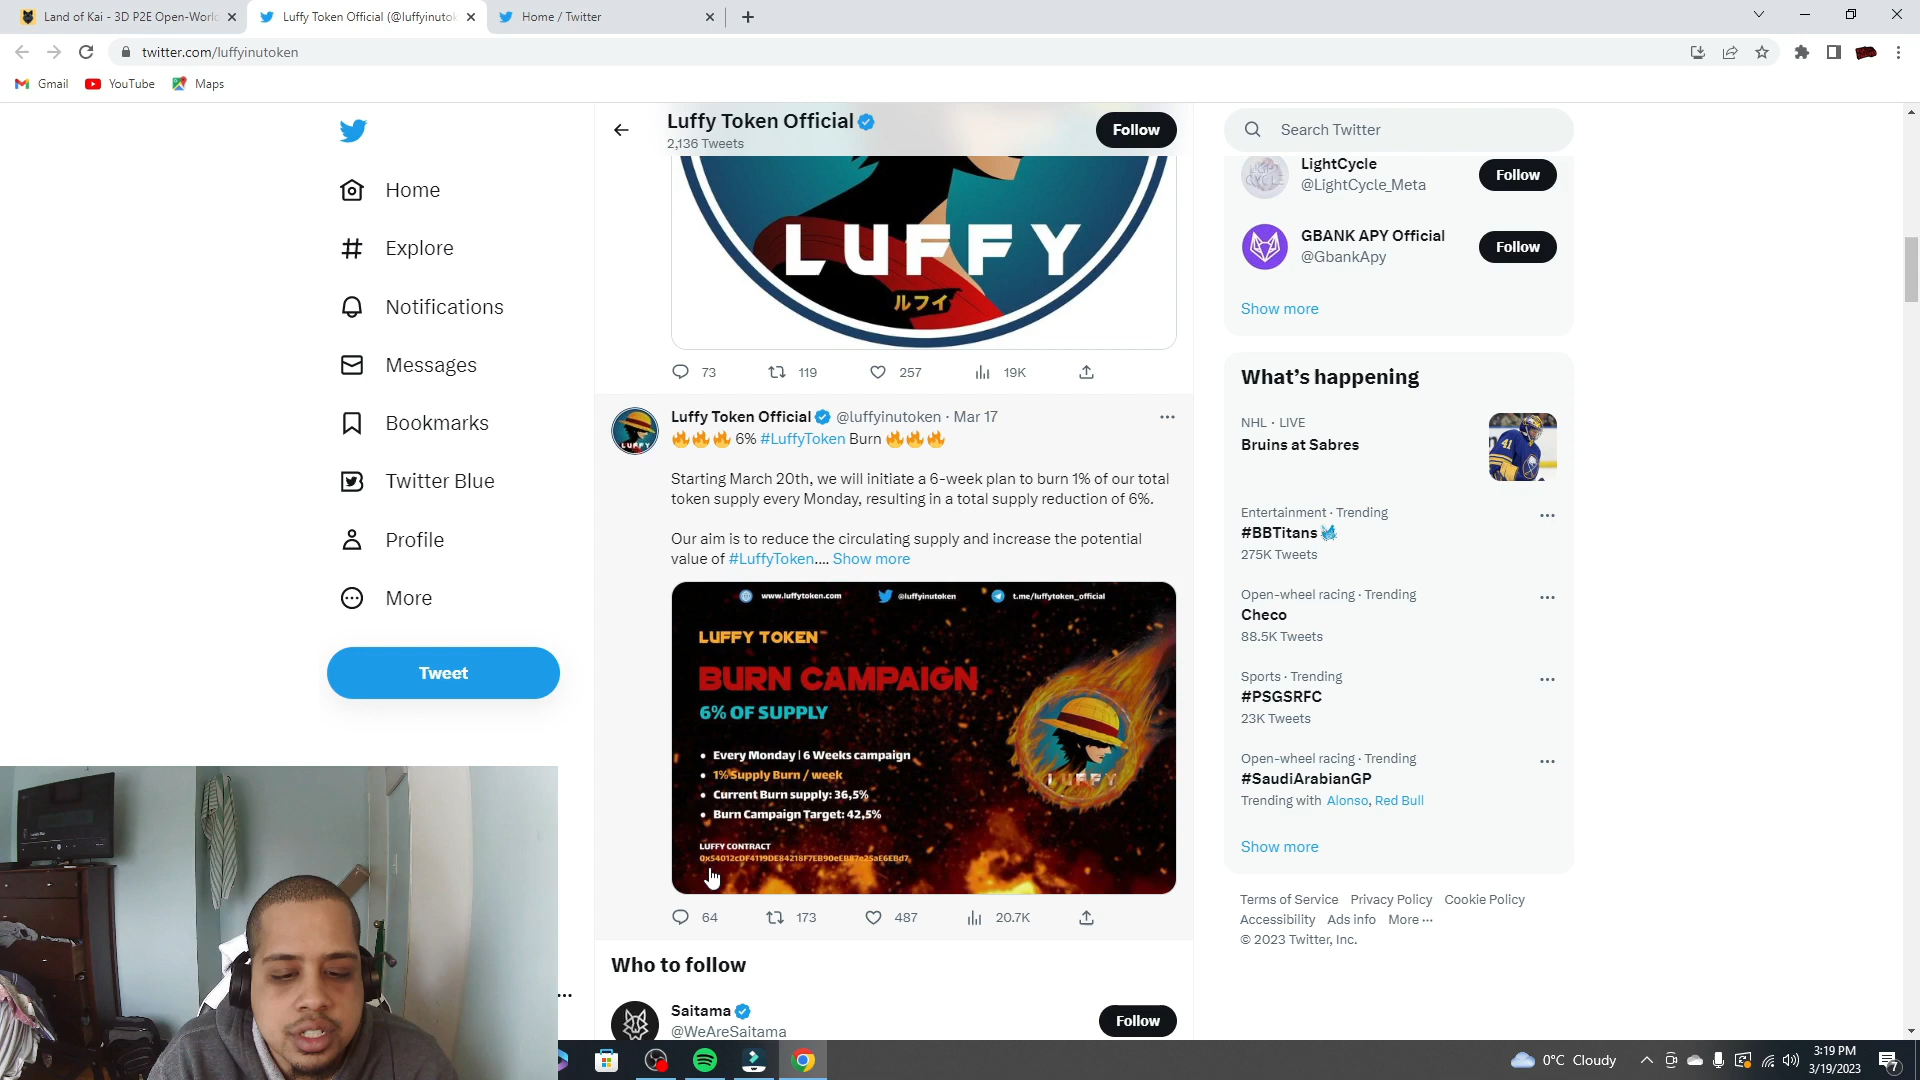 Land of Kai - 3D P2E Open-World
Luffy Token Official (@luffyinutok
Home / Twitter
twitter.com/luffyinutoken
Gmail
YouTube
Maps
Luffy Token Official
2,136 Tweets
Follow
Home
Explore
Notifications
Messages
Bookmarks
Twitter Blue
Profile
More
Tweet
LUFFY
ルフイ
73
119
257
19K
Luffy Token Official @luffyinutoken · Mar 17
🔥🔥🔥 6% #LuffyToken Burn 🔥🔥🔥
Starting March 20th, we will initiate a 6-week plan to burn 1% of our total
token supply every Monday, resulting in a total supply reduction of 6%.
Our aim is to reduce the circulating supply and increase the potential
value of #LuffyToken.... Show more
www.luffytoken.com @luffyinutoken t.me/luffytoken_official
LUFFY TOKEN
BURN CAMPAIGN
6% OF SUPPLY
• Every Monday | 6 Weeks campaign
• 1% Supply Burn / week
• Current Burn supply: 36,5%
• Burn Campaign Target: 42,5%
LUFFY CONTRACT
LUFFY
64
173
487
20.7K
Who to follow
Saitama
@WeAreSaitama
Follow
Search Twitter
LightCycle
@LightCycle_Meta
Follow
GBANK APY Official
@GbankApy
Follow
Show more
What's happening
NHL · LIVE
Bruins at Sabres
Entertainment · Trending
#BBTitans
275K Tweets
Open-wheel racing · Trending
Checo
88.5K Tweets
Sports · Trending
#PSGSRFC
23K Tweets
Open-wheel racing · Trending
#SaudiArabianGP
Trending with Alonso, Red Bull
Show more
Terms of Service Privacy Policy Cookie Policy
Accessibility Ads info More ···
© 2023 Twitter, Inc.
0°C Cloudy
3:19 PM
3/19/2023
7